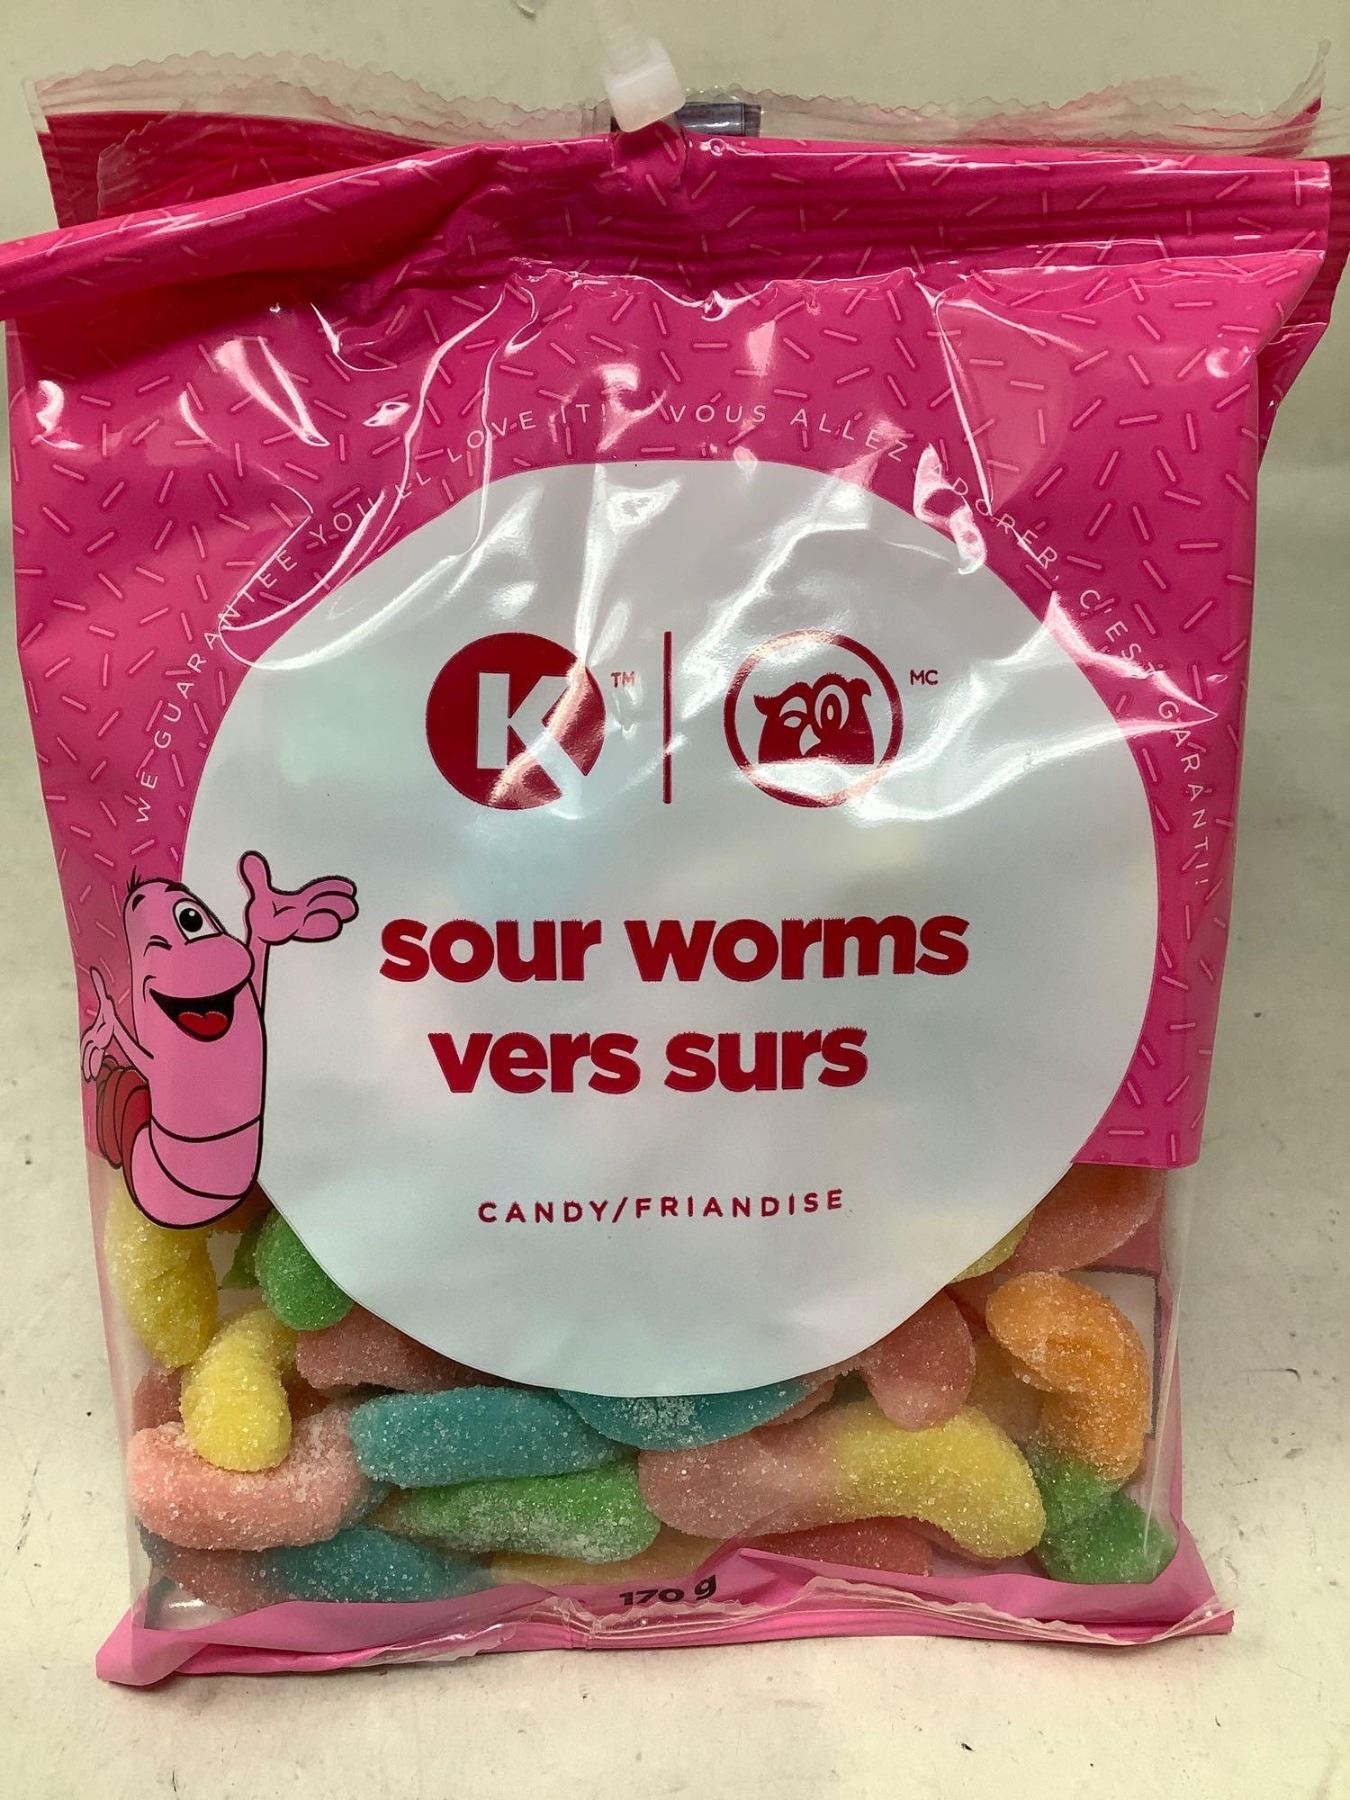 WE GUARANTEE YOU'LL LOVE IT! VOUS ALLEZ ADORER, C'EST GARANTI!
K TM MC
sour worms
vers surs
CANDY/FRIANDISE
170 g